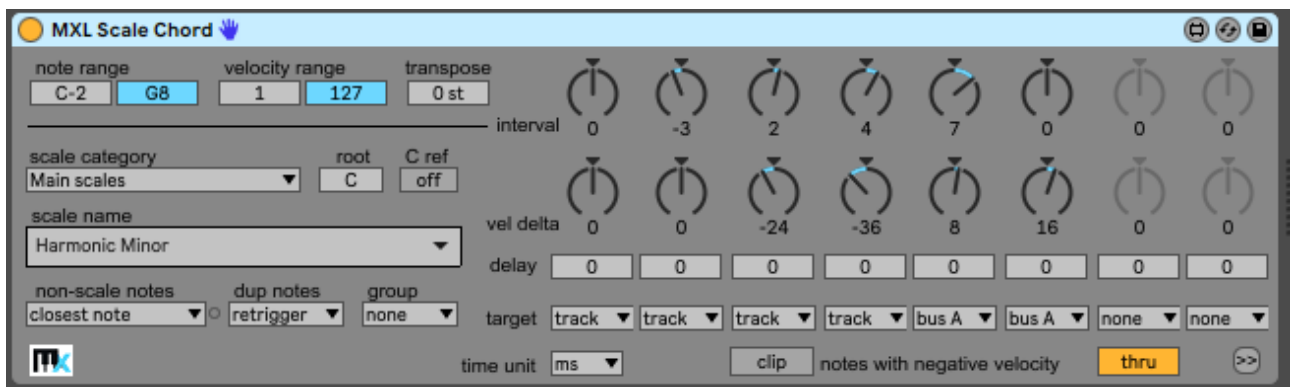 MXL Scale Chord
note range velocity range transpose
C-2 G8 1 127 0 st
interval 0 -3 2 4 7 0 0 0
scale category root C ref
Main scales C off
scale name
Harmonic Minor
vel delta 0 0 -24 -36 8 16 0 0
delay 0 0 0 0 0 0 0 0
non-scale notes dup notes group
closest note retrigger none
target track track track track bus A bus A none none
mx
time unit ms clip notes with negative velocity thru >>